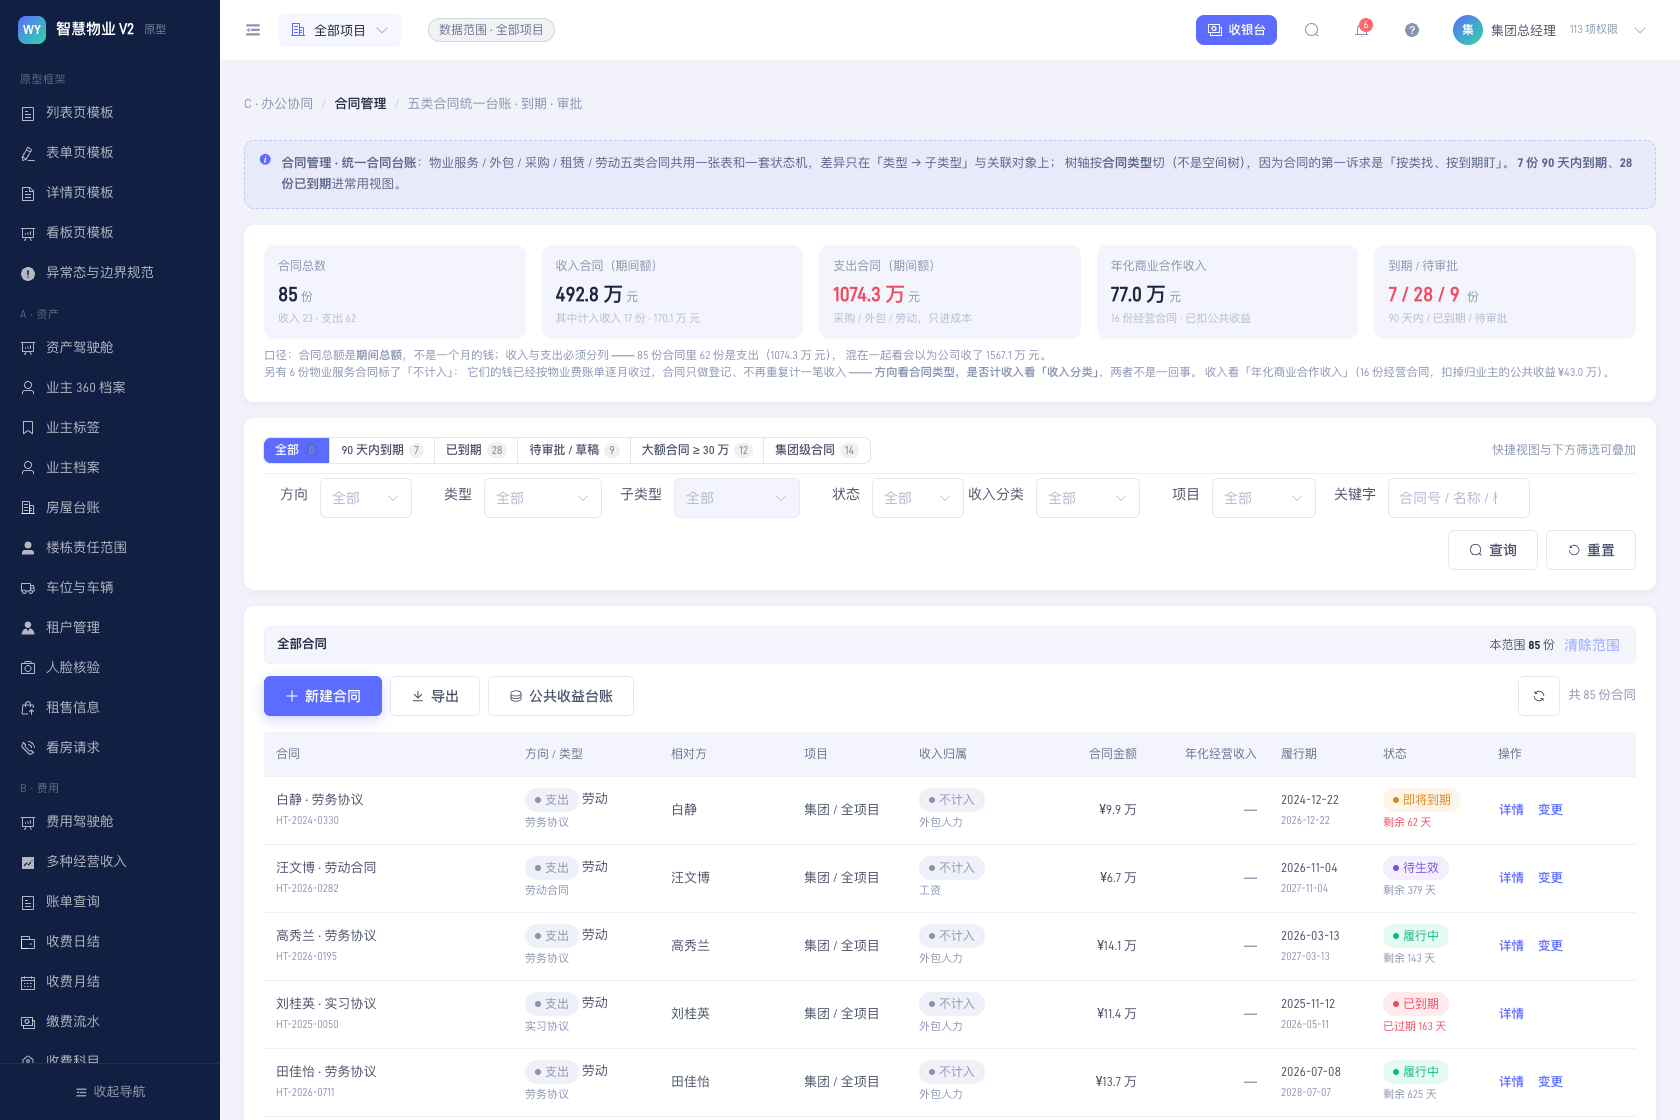 WY 智慧物业 V2 原型
原型框架
列表页模板
表单页模板
详情页模板
看板页模板
异常态与边界规范
A · 资产
资产驾驶舱
业主 360 档案
业主标签
业主档案
房屋台账
楼栋责任范围
车位与车辆
租户管理
人脸核验
租售信息
看房请求
B · 费用
费用驾驶舱
多种经营收入
账单查询
收费日结
收费月结
缴费流水
收费科目
收起导航
全部项目 数据范围 · 全部项目 收银台 6 集 集团总经理 113 项权限
C · 办公协同 / 合同管理 / 五类合同统一台账 · 到期 · 审批
合同管理 · 统一合同台账：物业服务 / 外包 / 采购 / 租赁 / 劳动五类合同共用一张表和一套状态机，差异只在「类型 → 子类型」与关联对象上； 树轴按合同类型切（不是空间树），因为合同的第一诉求是「按类找、按到期盯」。 7 份 90 天内到期、28
份已到期进常用视图。
合同总数
85 份
收入 23 · 支出 62
收入合同（期间额）
492.8 万 元
其中计入收入 17 份 · 170.1 万 元
支出合同（期间额）
1074.3 万 元
采购 / 外包 / 劳动，只进成本
年化商业合作收入
77.0 万 元
16 份经营合同 · 已扣公共收益
到期 / 待审批
7 / 28 / 9 份
90 天内 / 已到期 / 待审批
口径：合同总额是期间总额，不是一个月的钱；收入与支出必须分列 —— 85 份合同里 62 份是支出（1074.3 万 元）， 混在一起看会以为公司收了 1567.1 万 元。
另有 6 份物业服务合同标了「不计入」： 它们的钱已经按物业费账单逐月收过，合同只做登记、不再重复计一笔收入 —— 方向看合同类型，是否计收入看「收入分类」，两者不是一回事。 收入看「年化商业合作收入」（16 份经营合同，扣掉归业主的公共收益 ¥43.0 万）。
全部 0 90 天内到期 7 已到期 28 待审批 / 草稿 9 大额合同 ≥ 30 万 12 集团级合同 14 快捷视图与下方筛选可叠加
方向 全部 类型 全部 子类型 全部 状态 全部 收入分类 全部 项目 全部 关键字 合同号 / 名称 /
查询 重置
全部合同 本范围 85 份 清除范围
新建合同 导出 公共收益台账 共 85 份合同
合同 方向 / 类型 相对方 项目 收入归属 合同金额 年化经营收入 履行期 状态 操作
白静 · 劳务协议 支出 劳动 白静 集团 / 全项目 不计入 ¥9.9 万 — 2024-12-22 即将到期 详情 变更
HT-2024-0330 劳务协议 外包人力 2026-12-22 剩余 62 天
汪文博 · 劳动合同 支出 劳动 汪文博 集团 / 全项目 不计入 ¥6.7 万 — 2026-11-04 待生效 详情 变更
HT-2026-0282 劳动合同 工资 2027-11-04 剩余 379 天
高秀兰 · 劳务协议 支出 劳动 高秀兰 集团 / 全项目 不计入 ¥14.1 万 — 2026-03-13 履行中 详情 变更
HT-2026-0195 劳务协议 外包人力 2027-03-13 剩余 143 天
刘桂英 · 实习协议 支出 劳动 刘桂英 集团 / 全项目 不计入 ¥11.4 万 — 2025-11-12 已到期 详情
HT-2025-0050 实习协议 外包人力 2026-05-11 已过期 163 天
田佳怡 · 劳务协议 支出 劳动 田佳怡 集团 / 全项目 不计入 ¥13.7 万 — 2026-07-08 履行中 详情 变更
HT-2026-0711 劳务协议 外包人力 2028-07-07 剩余 625 天